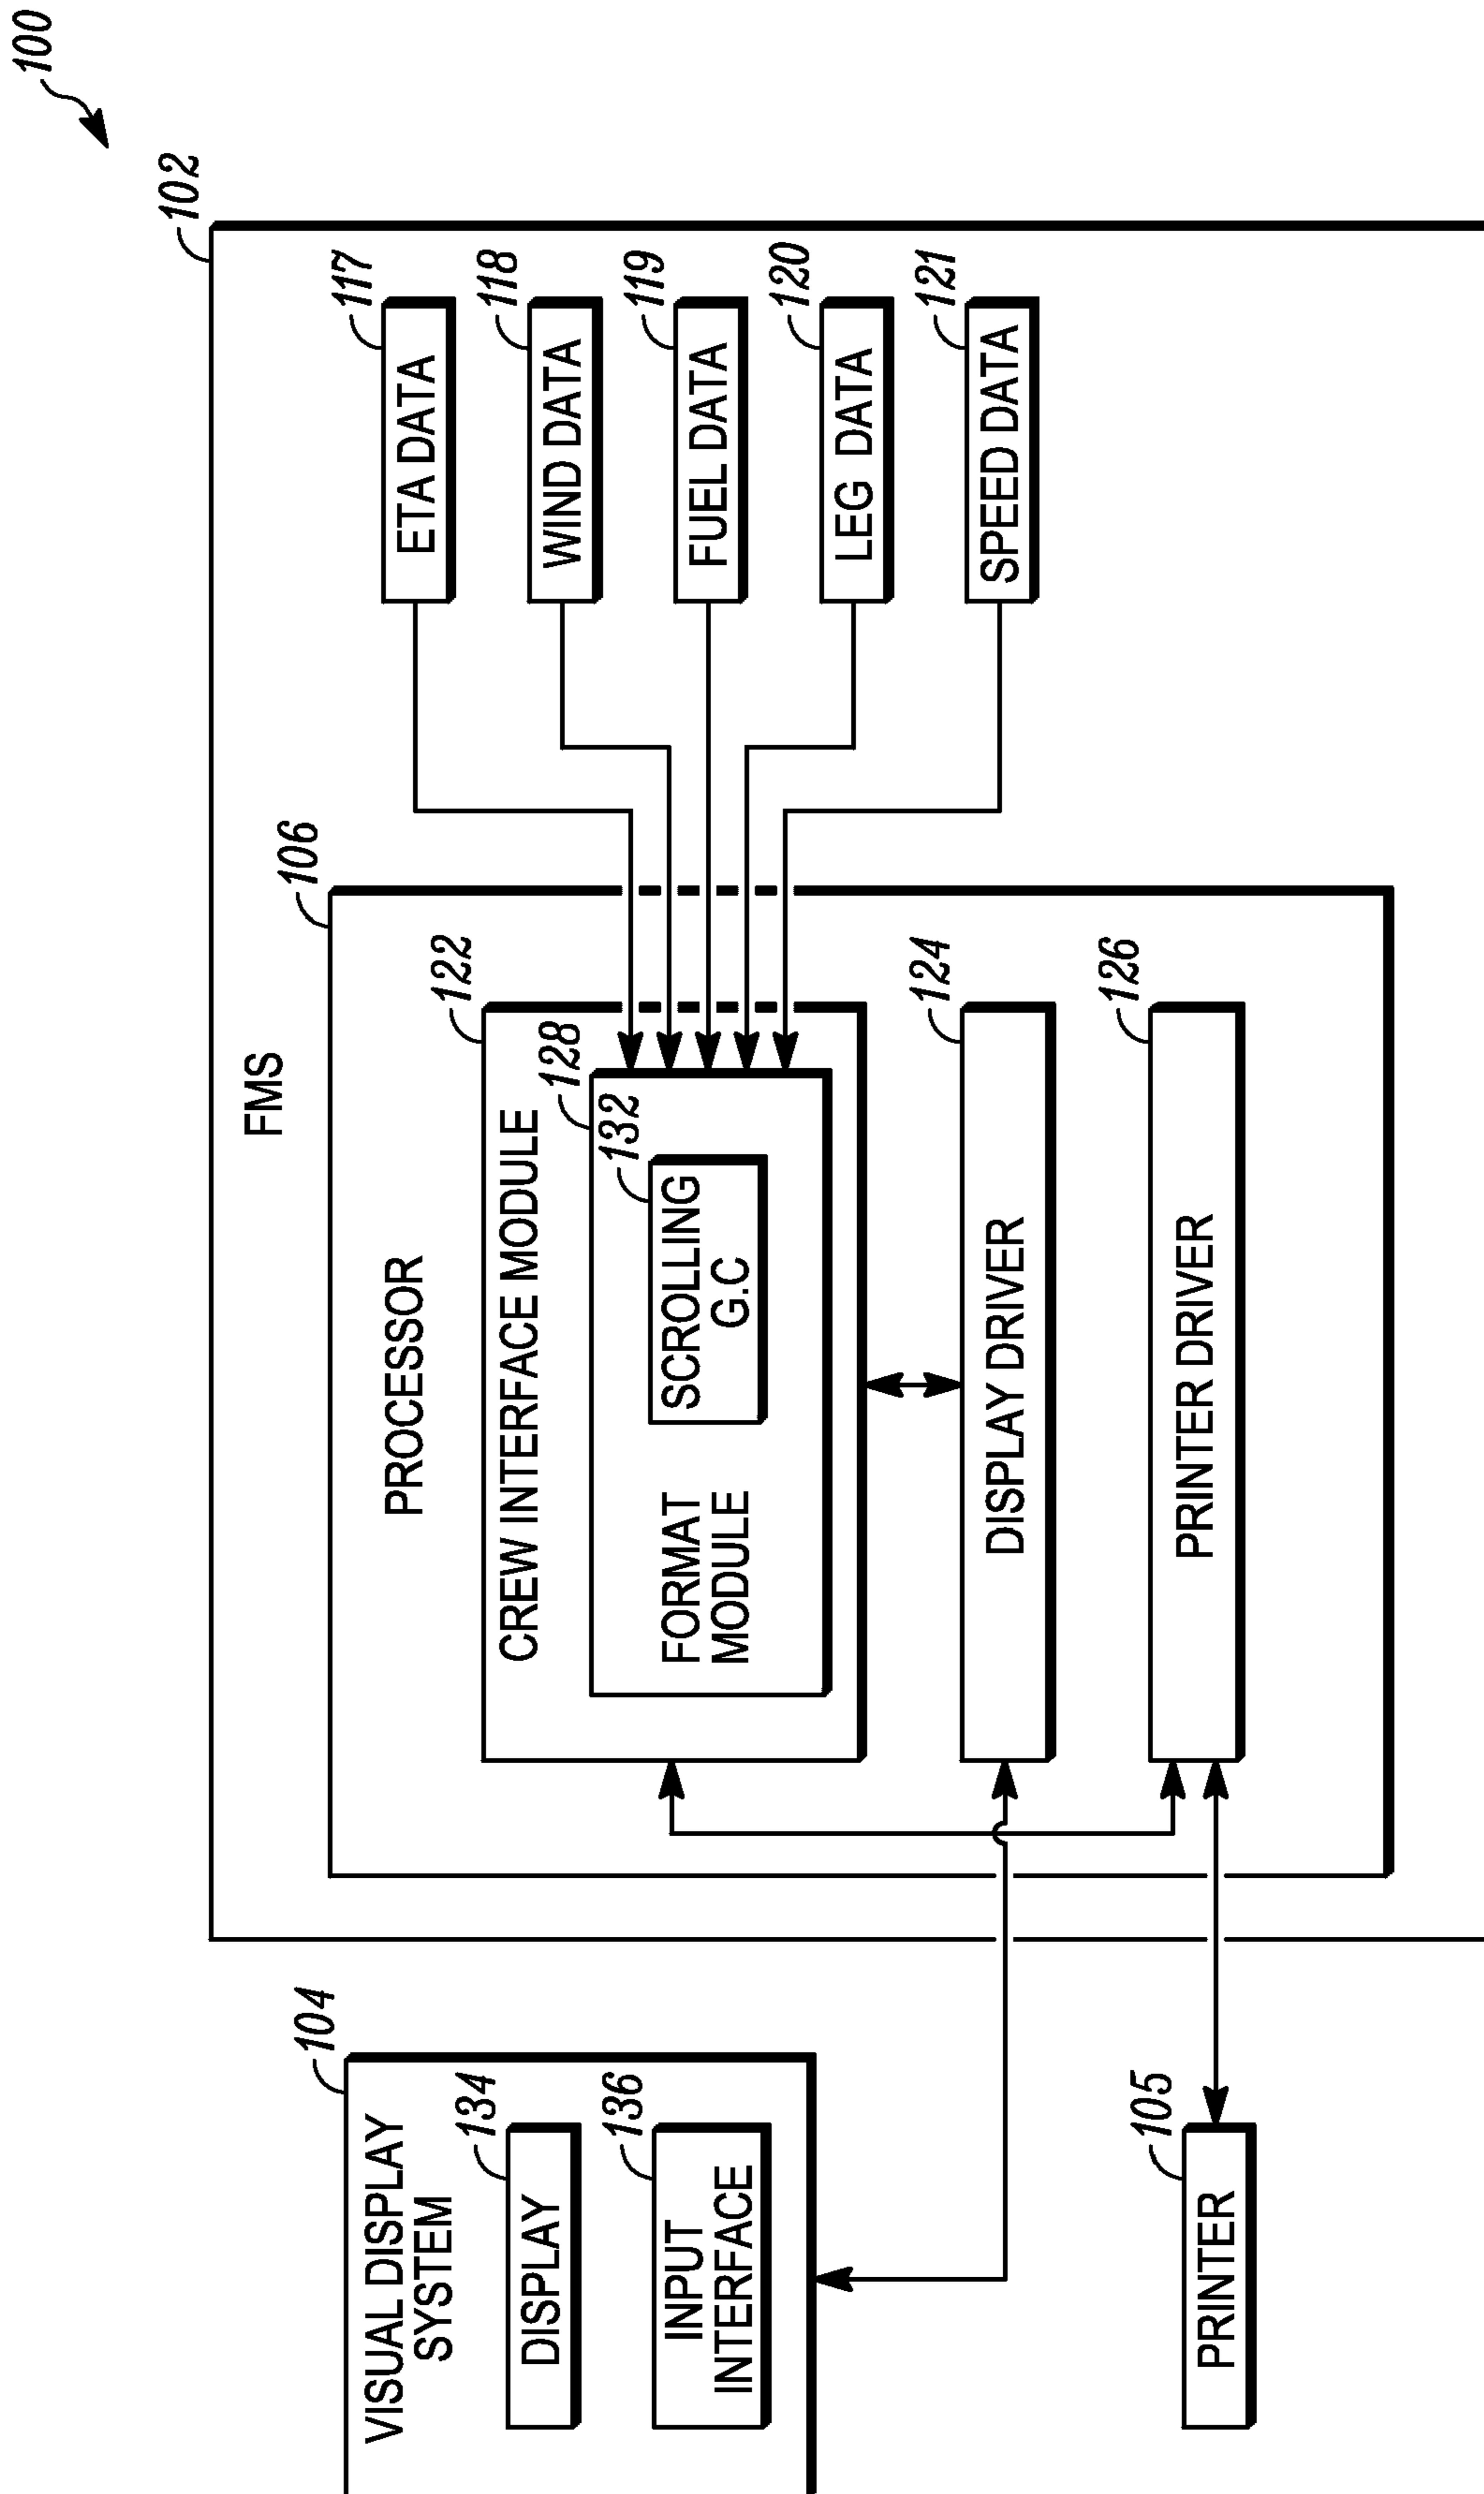 100
102
FMS
104
VISUAL DISPLAY
SYSTEM
134
DISPLAY
136
INPUT
INTERFACE
105
PRINTER
106
PROCESSOR
122
CREW INTERFACE MODULE
128
FORMAT
MODULE
132
SCROLLING
G.C
124
DISPLAY DRIVER
126
PRINTER DRIVER
117
ETA DATA
118
WIND DATA
119
FUEL DATA
120
LEG DATA
121
SPEED DATA